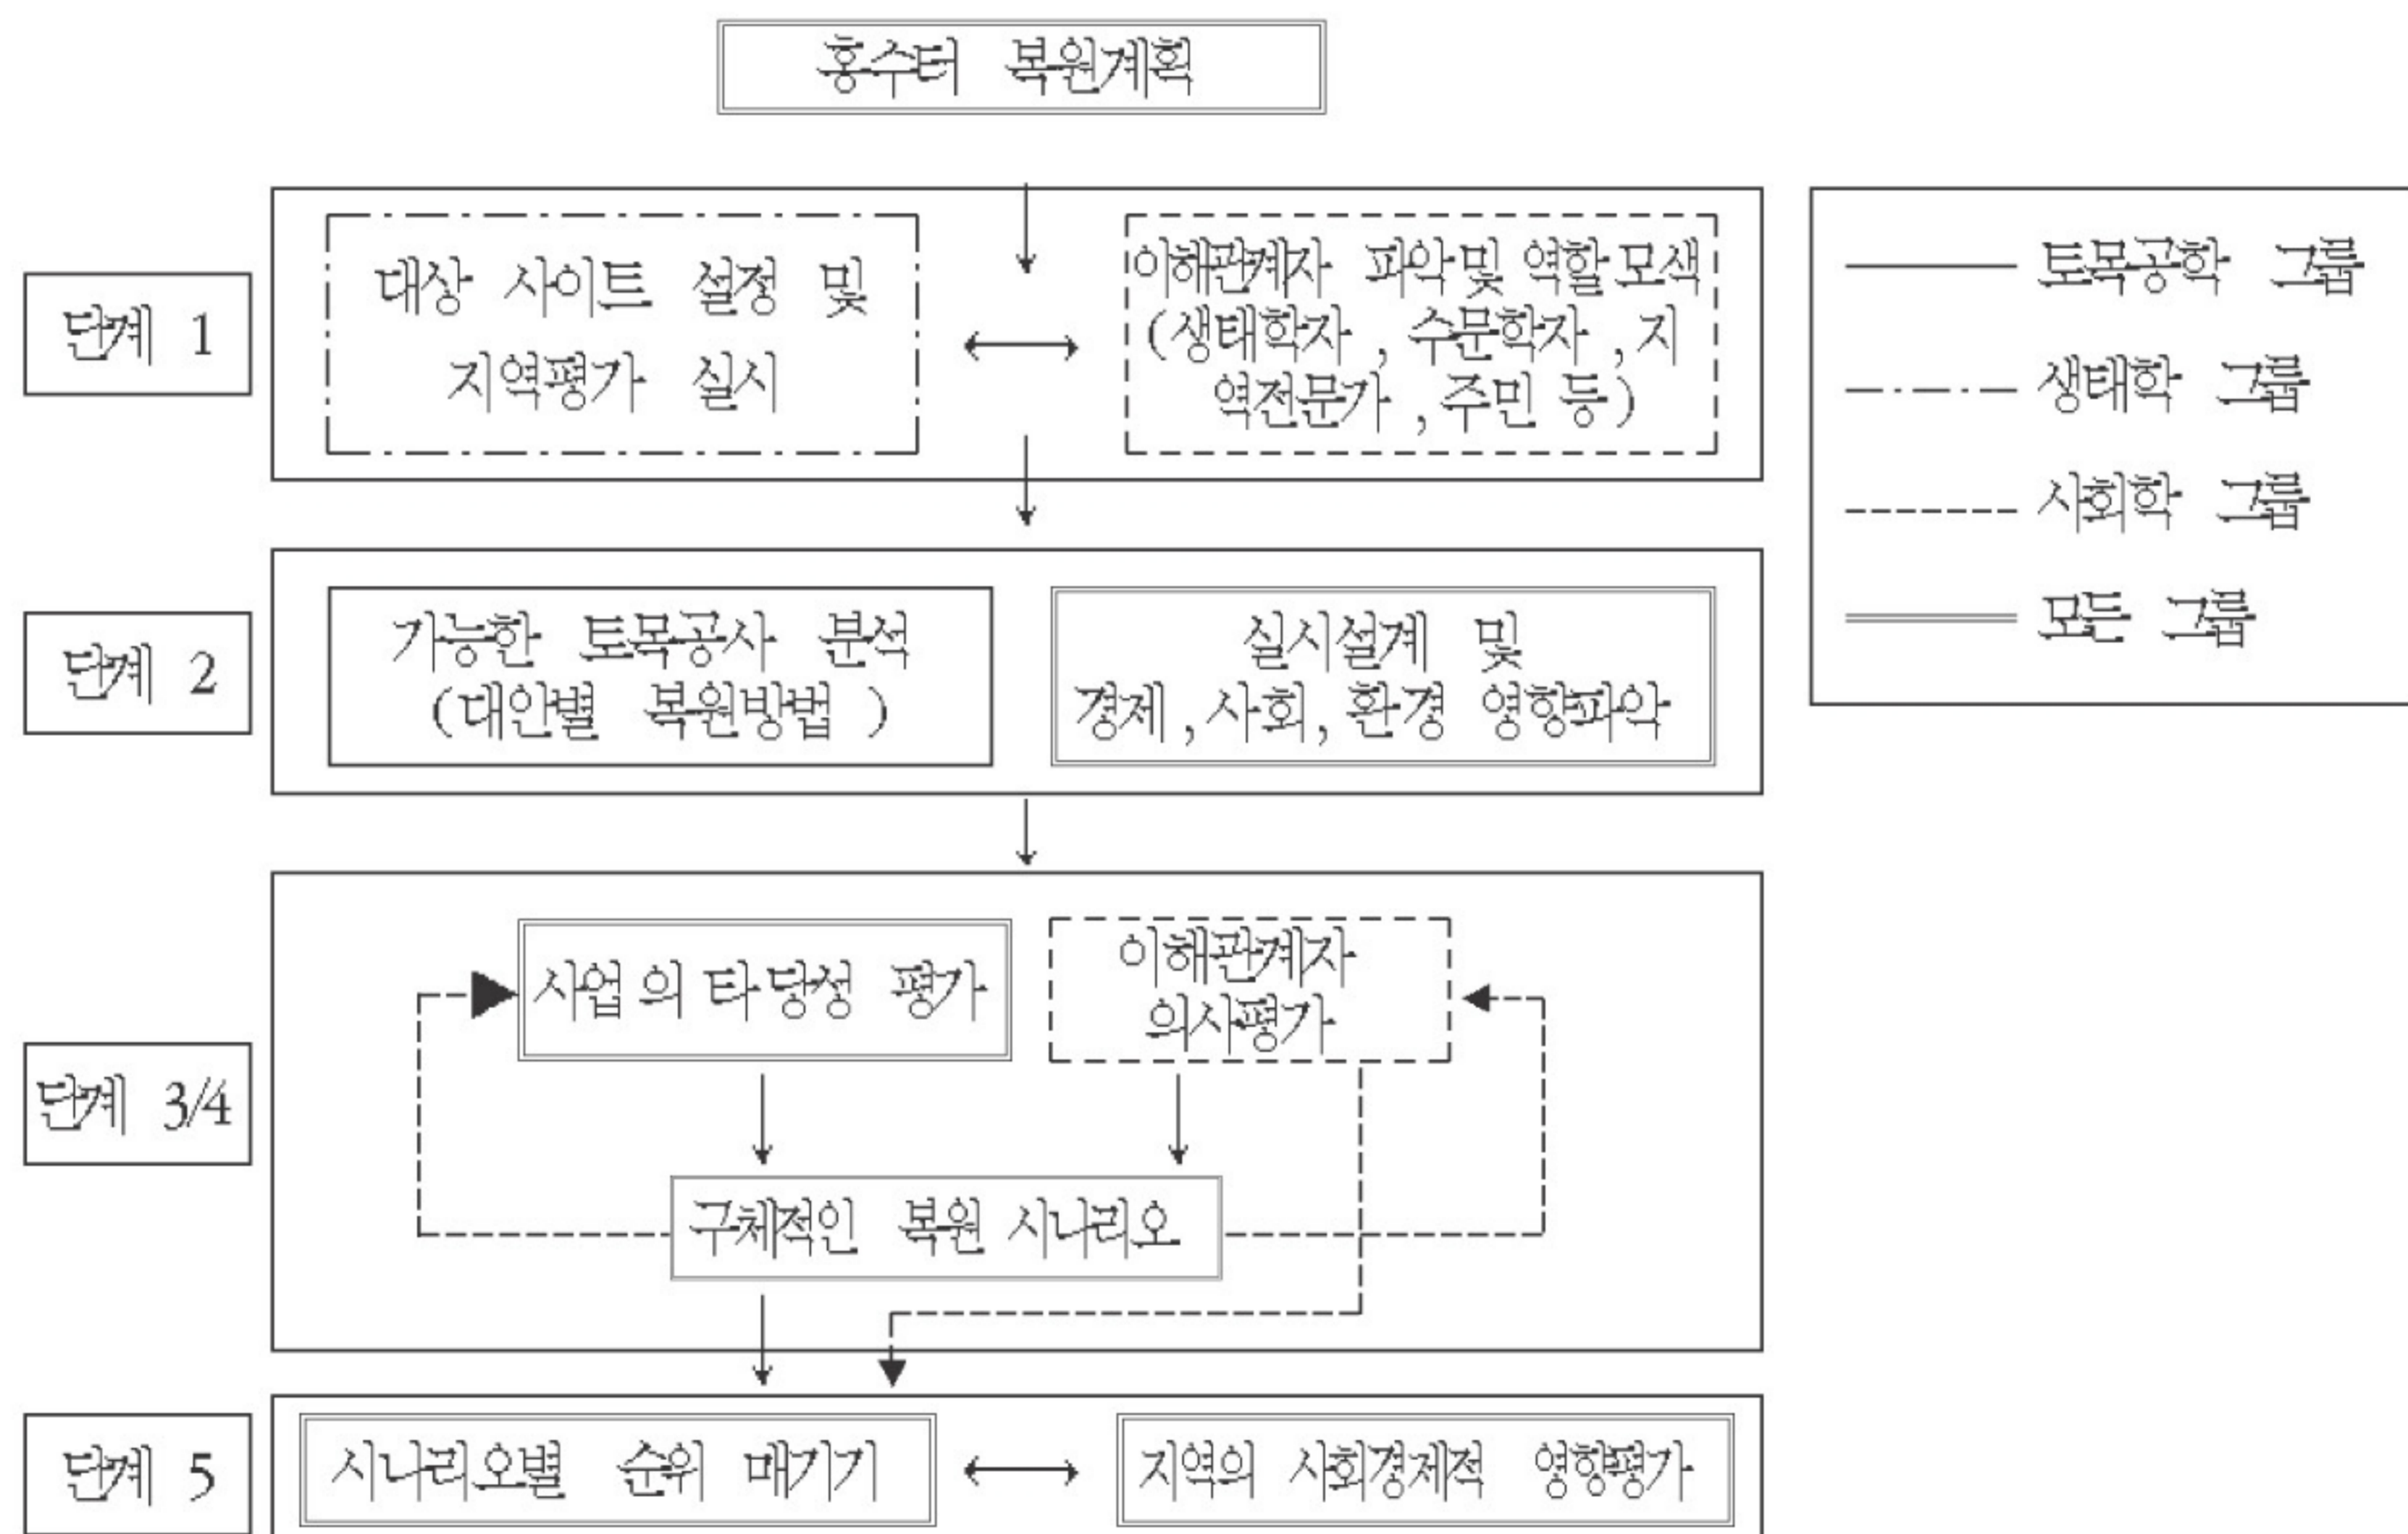 홍수터 복원계획
단계 1
대상 사이트 설정 및
지역평가 실시
이해관계자 파악및 역할모색
(생태학자, 수문학자, 지
역전문가, 주민 등)
토목공학 그룹
생태학 그룹
사회학 그룹
모든 그룹
단계 2
가능한 토목공사 분석
(대안별 복원방법 )
실시설계 및
경제, 사회, 환경 영향파악
단계 3/4
사업의 타당성 평가
이해관계자
의사평가
구체적인 복원 시나리오
단계 5
시나리오별 순위 매기기
지역의 사회경제적 영향평가